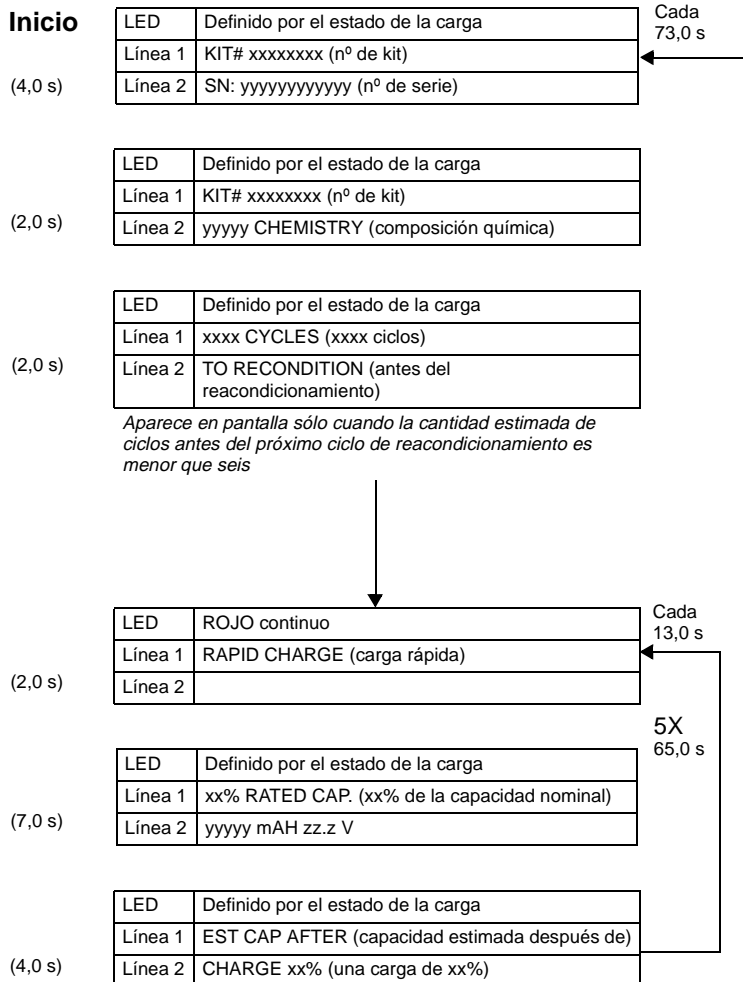 Inicio
LED Definido por el estado de la carga
Línea 1 KIT# xxxxxxxx (nº de kit)
(4,0 s)
Línea 2 SN: yyyyyyyyyyyy (nº de serie)
Cada
73,0 s
LED Definido por el estado de la carga
Línea 1 KIT# xxxxxxxx (nº de kit)
(2,0 s)
Línea 2 yyyyy CHEMISTRY (composición química)
LED Definido por el estado de la carga
Línea 1 xxxx CYCLES (xxxx ciclos)
(2,0 s)
Línea 2 TO RECONDITION (antes del
reacondicionamiento)
Aparece en pantalla sólo cuando la cantidad estimada de
ciclos antes del próximo ciclo de reacondicionamiento es
menor que seis
LED ROJO continuo
Línea 1 RAPID CHARGE (carga rápida)
(2,0 s)
Línea 2
Cada
13,0 s
5X
65,0 s
LED Definido por el estado de la carga
Línea 1 xx% RATED CAP. (xx% de la capacidad nominal)
(7,0 s)
Línea 2 yyyyy mAH zz.z V
LED Definido por el estado de la carga
Línea 1 EST CAP AFTER (capacidad estimada después de)
(4,0 s)
Línea 2 CHARGE xx% (una carga de xx%)